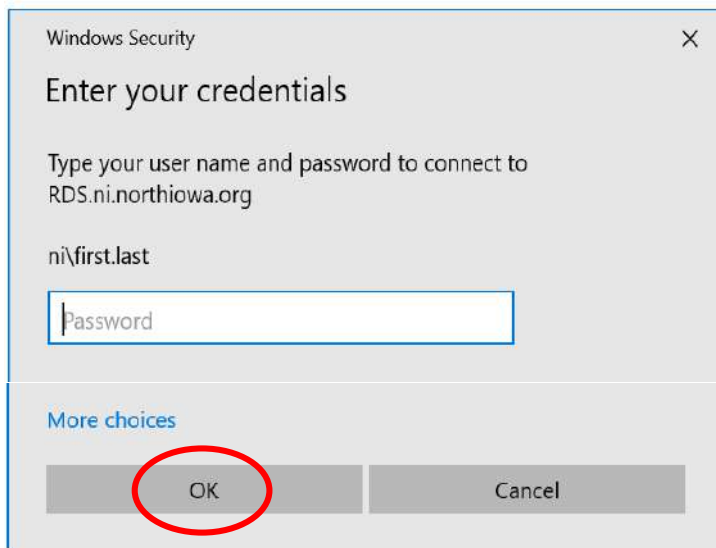 Windows Security
Enter your credentials
Type your user name and password to connect to
RDS.ni.northiowa.org
ni\first.last
Password
More choices
OK
Cancel